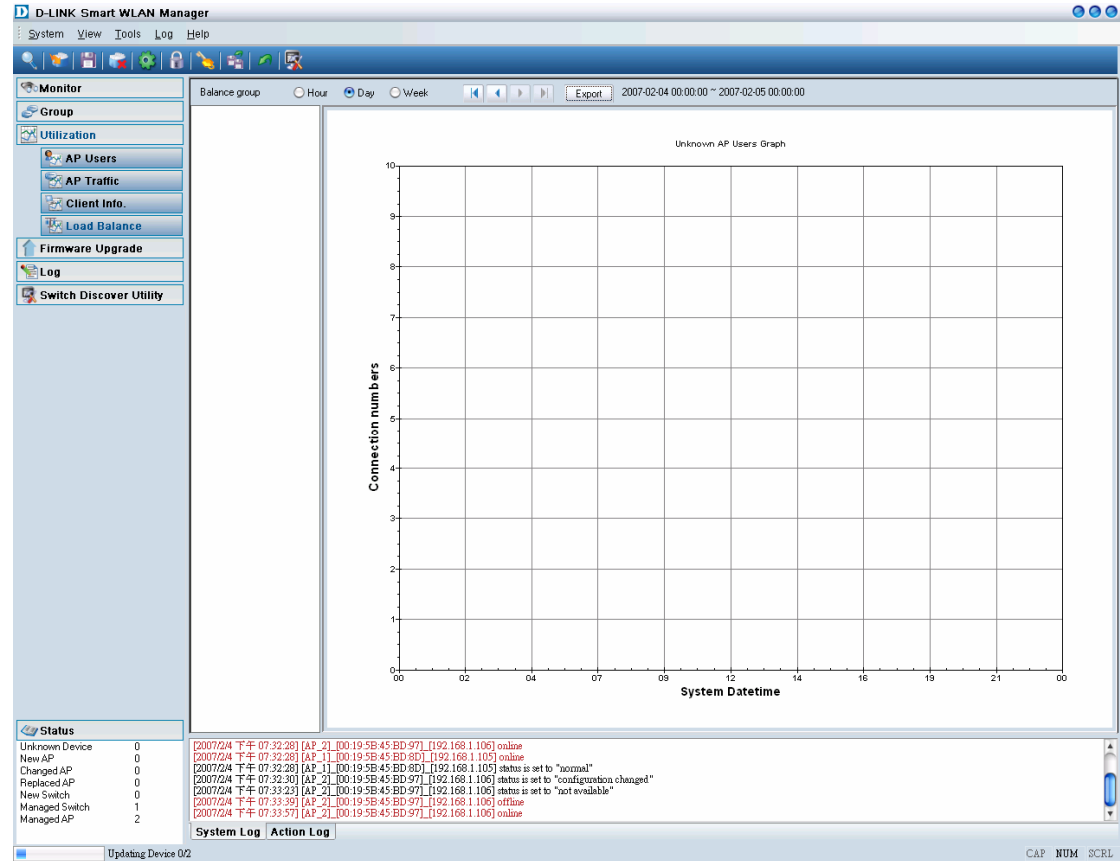 D-LINK Smart WLAN Manager
System View Tools Log Help
Monitor
Group
Utilization
AP Users
AP Traffic
Client Info.
Load Balance
Firmware Upgrade
Log
Switch Discover Utility
Balance group Hour Day Week Export 2007-02-04 00:00:00 ~ 2007-02-05 00:00:00
Unknown AP Users Graph
10
9
8
7
6
5
4
3
2
1
0
Connection numbers
00 02 04 07 09 12 14 16 19 21 00
System Datetime
Status
Unknown Device 0
New AP 0
Changed AP 0
Replaced AP 0
New Switch 0
Managed Switch 1
Managed AP 2
[2007/2/4 下午 07:32:28] [AP_2]_[00:19:5B:45:BD:97]_[192.168.1.106] online
[2007/2/4 下午 07:32:28] [AP_1]_[00:19:5B:45:BD:8D]_[192.168.1.105] online
[2007/2/4 下午 07:32:28] [AP_1]_[00:19:5B:45:BD:8D]_[192.168.1.105] status is set to "normal"
[2007/2/4 下午 07:32:30] [AP_2]_[00:19:5B:45:BD:97]_[192.168.1.106] status is set to "configuration changed"
[2007/2/4 下午 07:33:23] [AP_2]_[00:19:5B:45:BD:97]_[192.168.1.106] status is set to "not available"
[2007/2/4 下午 07:33:39] [AP_2]_[00:19:5B:45:BD:97]_[192.168.1.106] offline
[2007/2/4 下午 07:33:57] [AP_2]_[00:19:5B:45:BD:97]_[192.168.1.106] online
System Log Action Log
Updating Device 0/2
CAP NUM SCRL